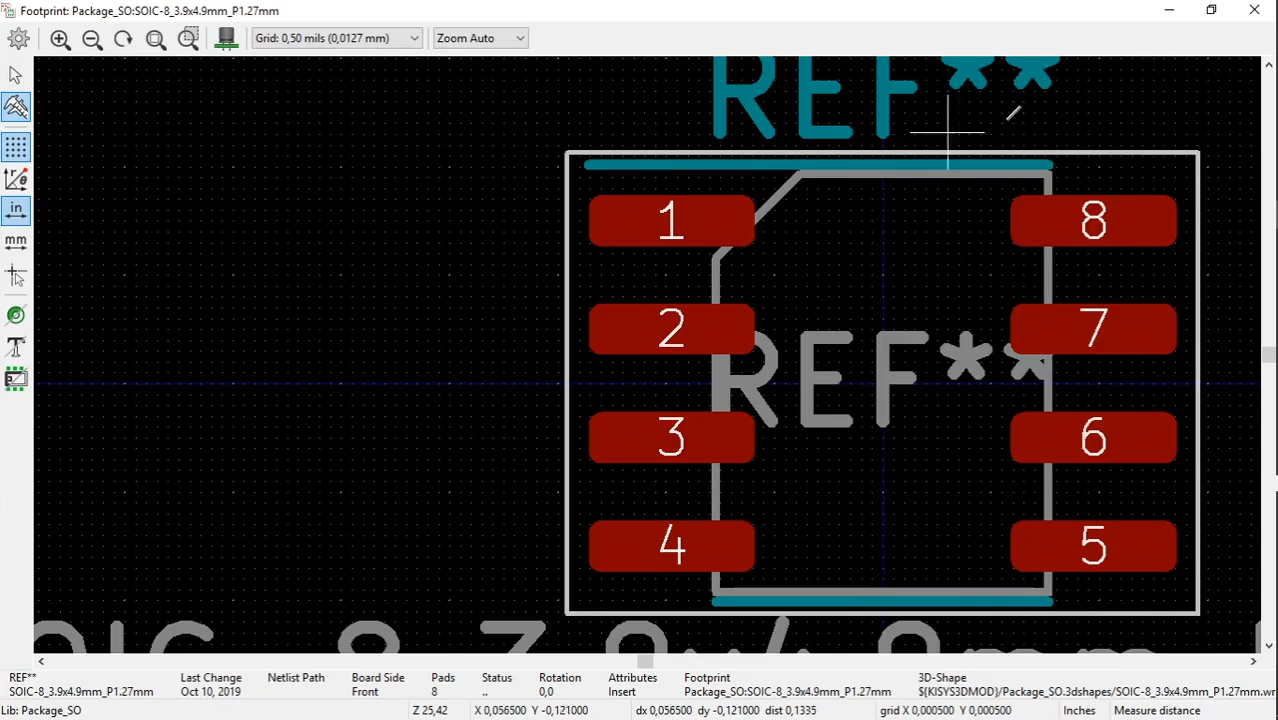 Footprint: Package_SO:SOIC-8_3.9x4.9mm_P1.27mm
Grid: 0,50 mils (0,0127 mm)
Zoom Auto
in
mm
REF**
1
8
2
7
REF**
3
6
4
5
SOIC-8_3.9x4.9mm
REF** Last Change Netlist Path Board Side Pads Status Rotation Attributes Footprint 3D-Shape
SOIC-8_3.9x4.9mm_P1.27mm Oct 10, 2019 Front 8 .. 0,0 Insert Package_SO:SOIC-8_3.9x4.9mm_P1.27mm ${KISYS3DMOD}/Package_SO.3dshapes/SOIC-8_3.9x4.9mm_P1.27mm.wr
Lib: Package_SO Z 25,42 X 0,056500 Y -0,121000 dx 0,056500 dy -0,121000 dist 0,1335 grid X 0,000500 Y 0,000500 Inches Measure distance